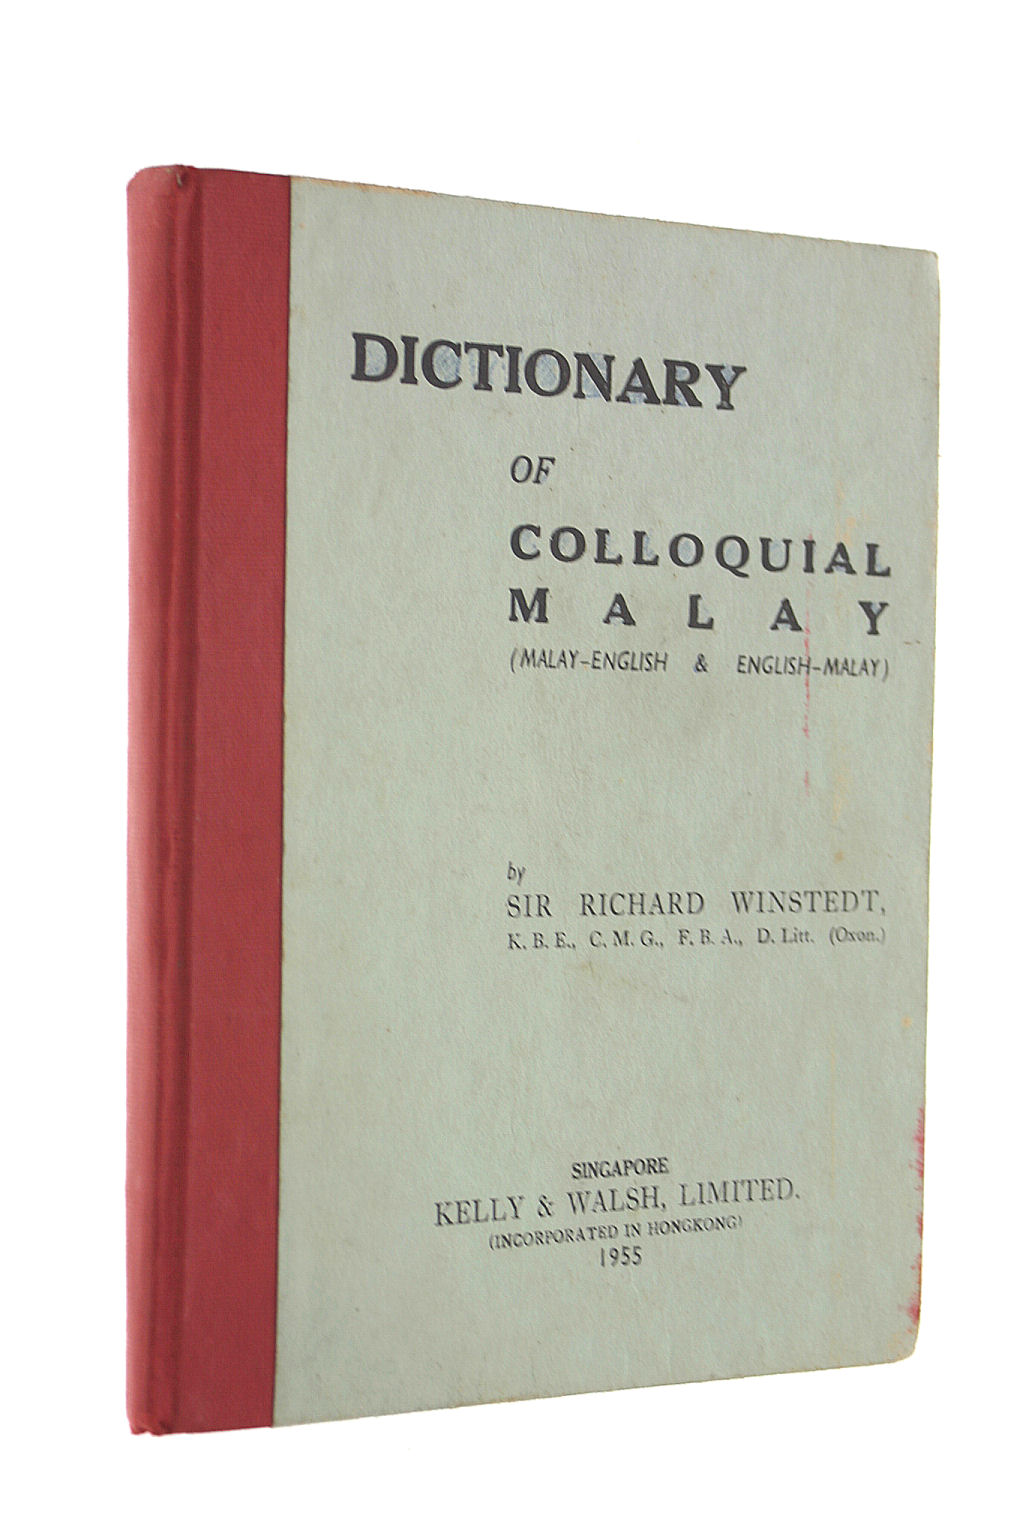 DICTIONARY
OF
COLLOQUIAL
MALAY
(MALAY-ENGLISH & ENGLISH-MALAY)
by
SIR RICHARD WINSTEDT,
K. B. E., C. M. G., F. B. A., D. Litt. (Oxon.)
SINGAPORE
KELLY & WALSH, LIMITED.
(INCORPORATED IN HONGKONG)
1955